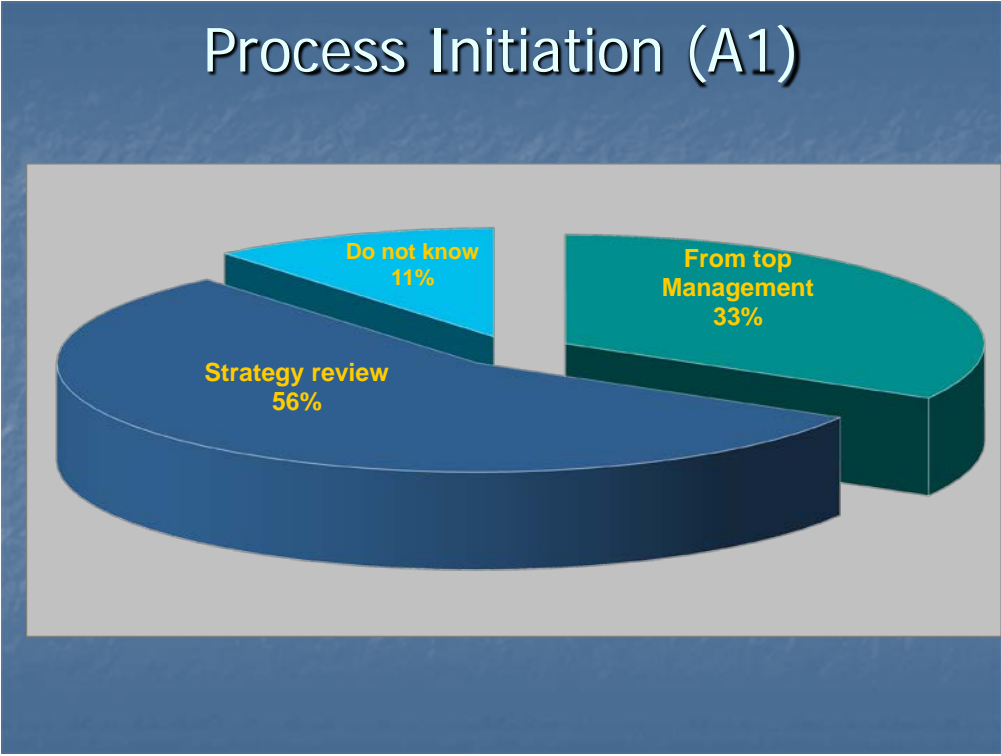 Process Initiation (A1)
Do not know
11%
From top
Management
33%
Strategy review
56%